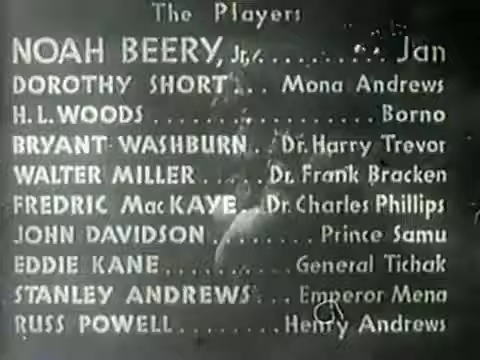 The Players
NOAH BEERY, Jr. .......... Jan
DOROTHY SHORT ... Mona Andrews
H. L. WOODS ............... Borno
BRYANT WASHBURN .. Dr. Harry Trevor
WALTER MILLER ..... Dr. Frank Bracken
FREDRIC MacKAYE ... Dr. Charles Phillips
JOHN DAVIDSON ........ Prince Samu
EDDIE KANE .......... General Tichak
STANLEY ANDREWS ... Emperor Mena
RUSS POWELL ........ Henry Andrews